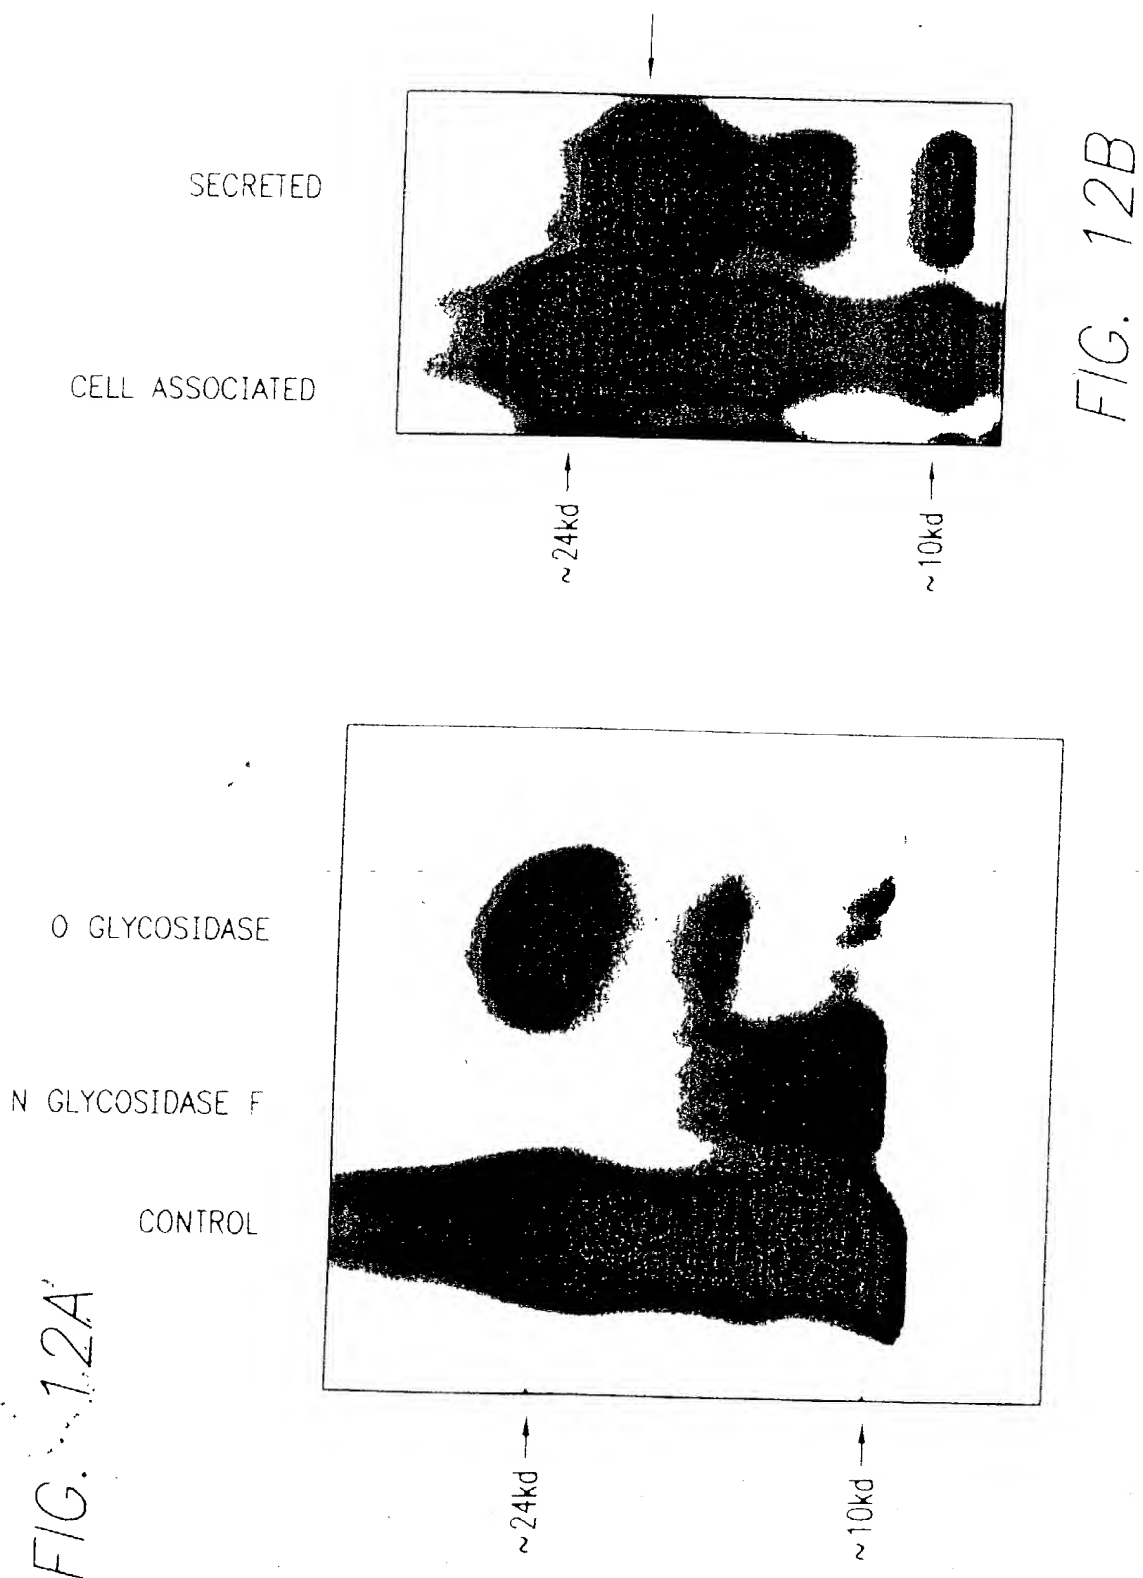 SECRETED
CELL ASSOCIATED
~24kd
~10kd
FIG. 12B
O GLYCOSIDASE
N GLYCOSIDASE F
CONTROL
~24kd
~10kd
FIG. 12A